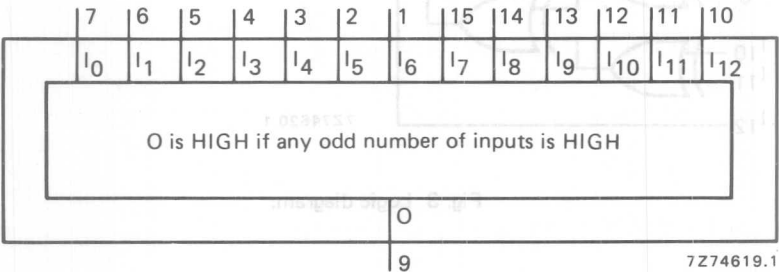 7 6 5 4 3 2 1 15 14 13 12 11 10
I0 I1 I2 I3 I4 I5 I6 I7 I8 I9 I10 I11 I12
O is HIGH if any odd number of inputs is HIGH
O
9
7Z74619.1